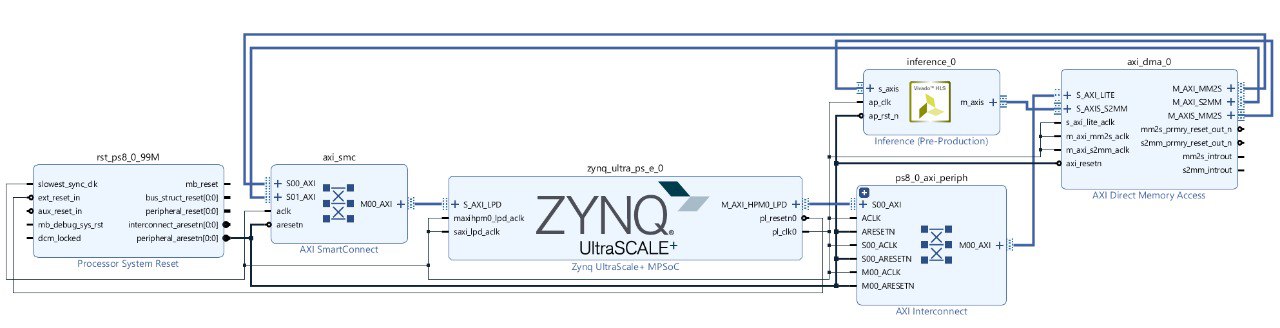 rst_ps8_0_99M
slowest_sync_clk
ext_reset_in
aux_reset_in
mb_debug_sys_rst
dcm_locked
mb_reset
bus_struct_reset[0:0]
peripheral_reset[0:0]
interconnect_aresetn[0:0]
peripheral_aresetn[0:0]
Processor System Reset
axi_smc
S00_AXI
S01_AXI
aclk
aresetn
M00_AXI
AXI SmartConnect
zynq_ultra_ps_e_0
S_AXI_LPD
maxihpm0_lpd_aclk
saxi_lpd_aclk
ZYNQ®
UltraSCALE+
M_AXI_HPM0_LPD
pl_resetn0
pl_clk0
Zynq UltraScale+ MPSoC
inference_0
s_axis
ap_clk
ap_rst_n
Vivado™ HLS
m_axis
Inference (Pre-Production)
ps8_0_axi_periph
S00_AXI
ACLK
ARESETN
S00_ACLK
S00_ARESETN
M00_ACLK
M00_ARESETN
M00_AXI
AXI Interconnect
axi_dma_0
S_AXI_LITE
S_AXIS_S2MM
s_axi_lite_aclk
m_axi_mm2s_aclk
m_axi_s2mm_aclk
axi_resetn
M_AXI_MM2S
M_AXI_S2MM
M_AXIS_MM2S
mm2s_prmry_reset_out_n
s2mm_prmry_reset_out_n
mm2s_introut
s2mm_introut
AXI Direct Memory Access